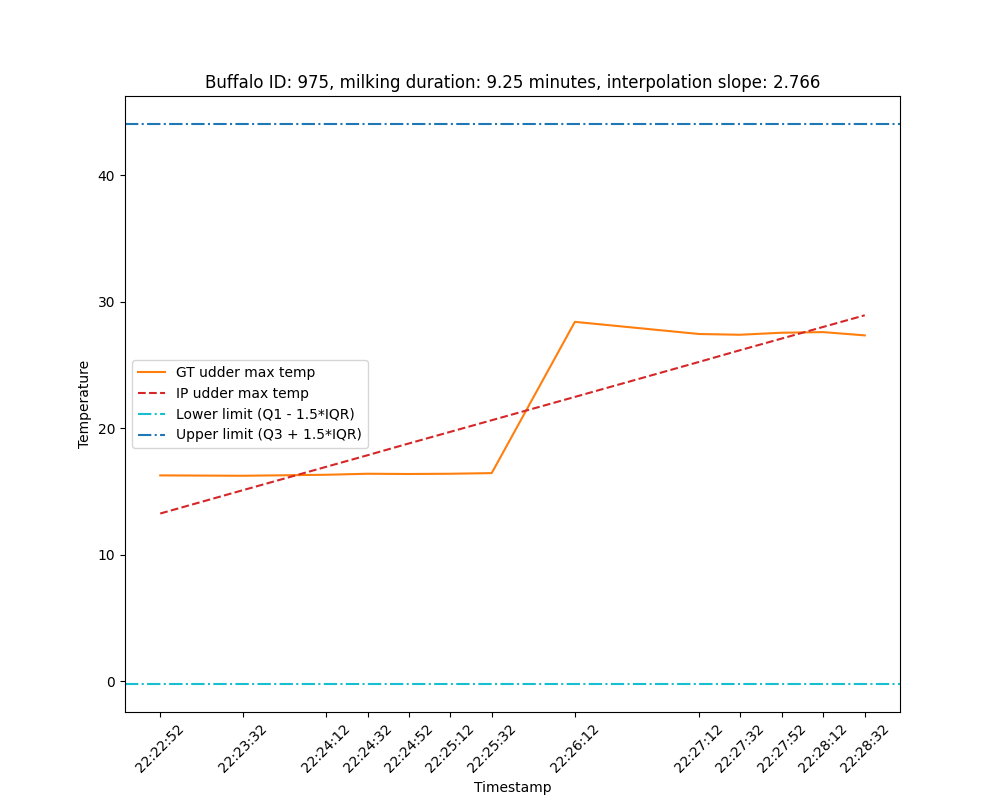 Buffalo ID: 975, milking duration: 9.25 minutes, interpolation slope: 2.766
Temperature
40
30
20
10
0
GT udder max temp
IP udder max temp
Lower limit (Q1 - 1.5*IQR)
Upper limit (Q3 + 1.5*IQR)
22:22:52
22:23:32
22:24:12
22:24:32
22:24:52
22:25:12
22:25:32
22:26:12
22:27:12
22:27:32
22:27:52
22:28:12
22:28:32
Timestamp